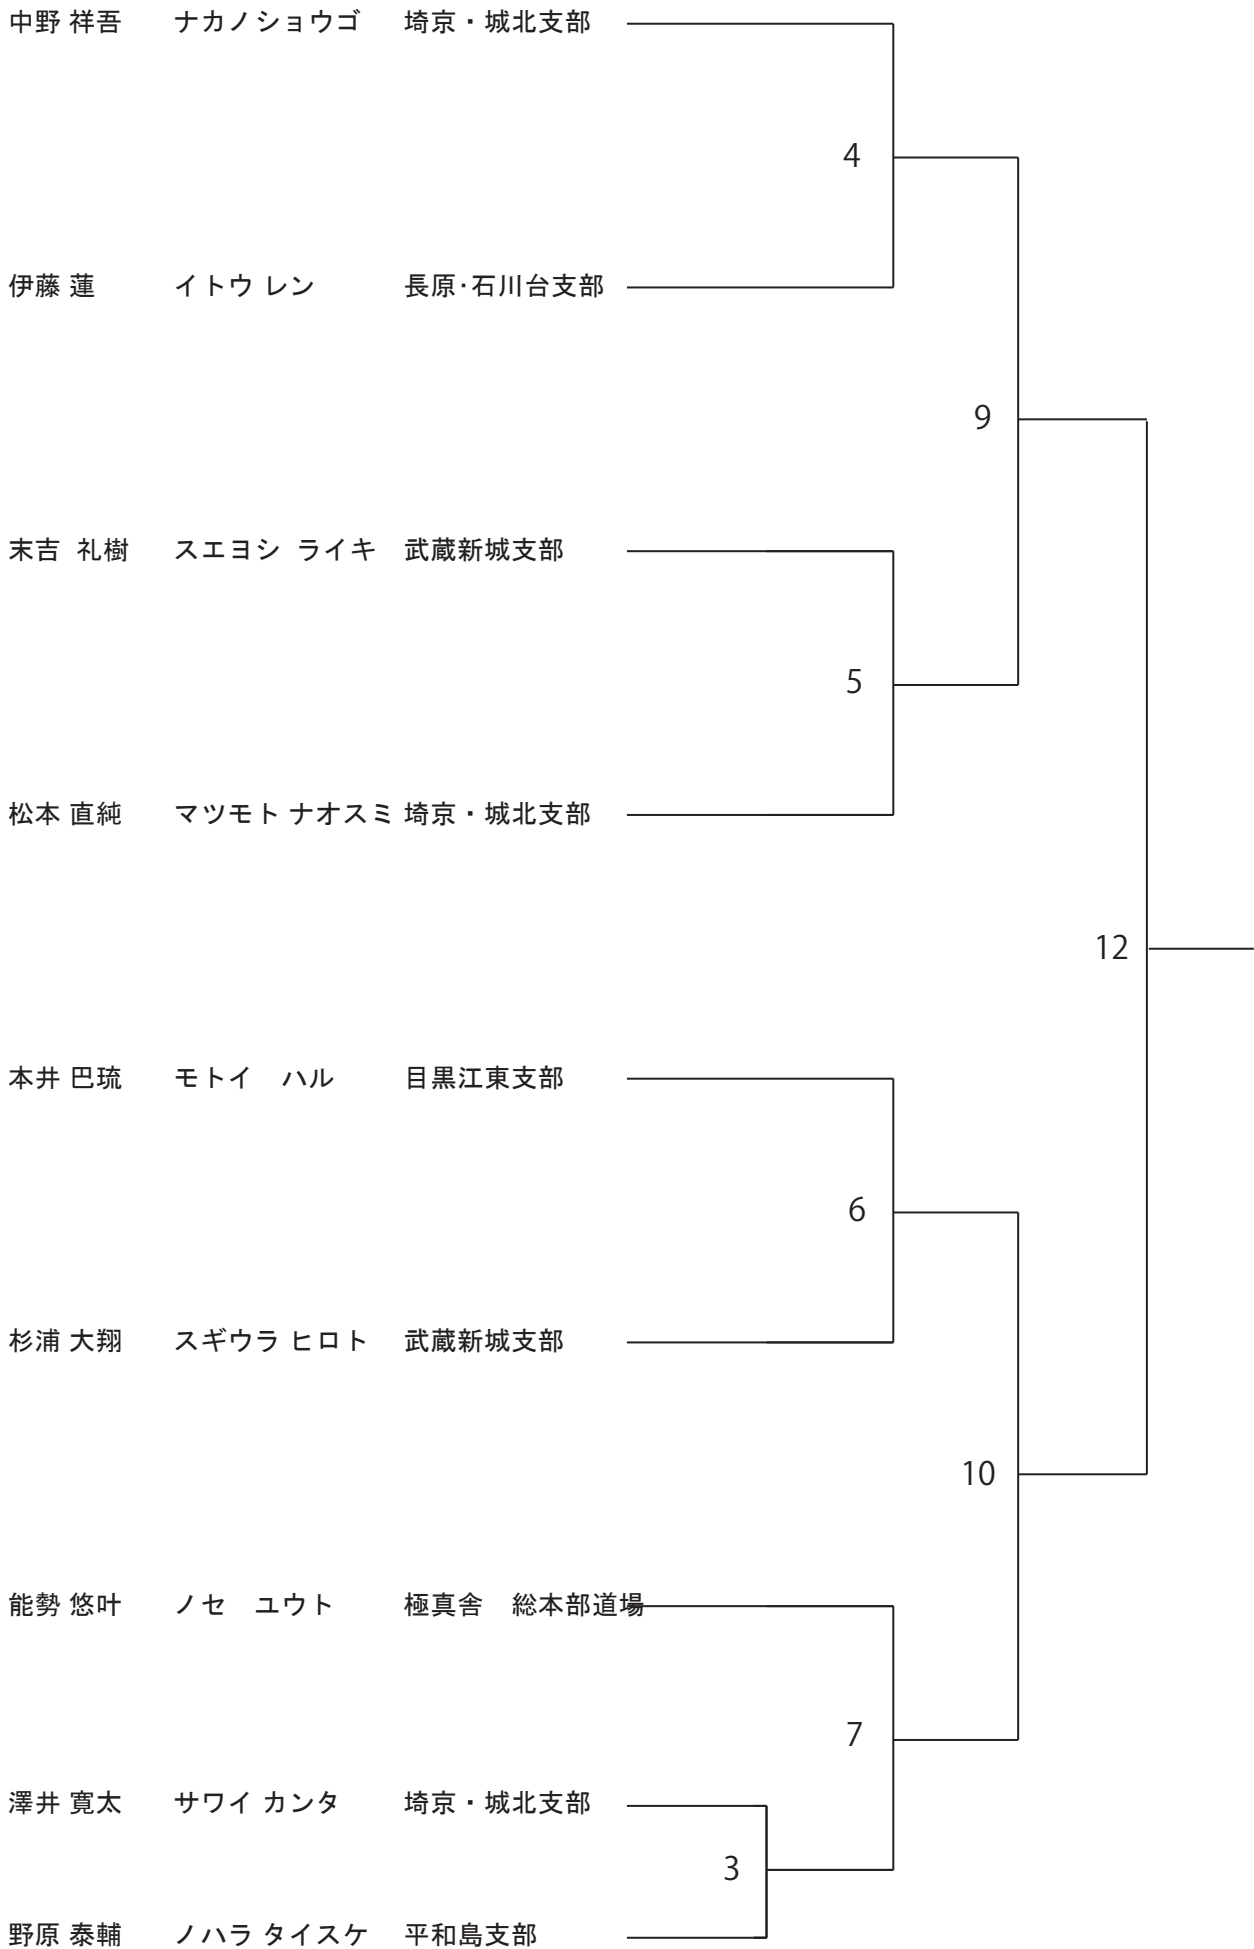 中野 祥吾 ナカノショウゴ 埼京・城北支部
4
伊藤 蓮 イトウ レン 長原・石川台支部
9
末吉 礼樹 スエヨシ ライキ 武蔵新城支部
5
松本 直純 マツモト ナオスミ 埼京・城北支部
12
本井 巴琉 モトイ ハル 目黒江東支部
6
杉浦 大翔 スギウラ ヒロト 武蔵新城支部
10
能勢 悠叶 ノセ ユウト 極真舎 総本部道場
7
澤井 寛太 サワイ カンタ 埼京・城北支部
3
野原 泰輔 ノハラ タイスケ 平和島支部